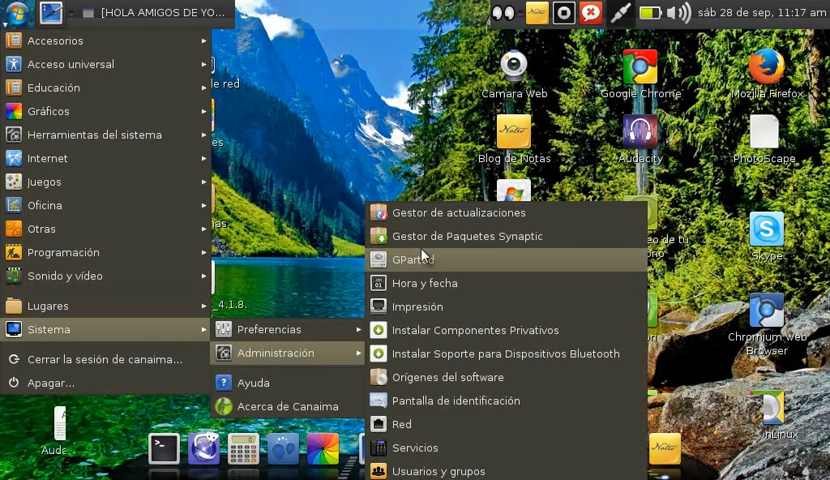 [HOLA AMIGOS DE YO...
sáb 28 de sep, 11:17 am
Accesorios
Acceso universal
Educación
Gráficos
Herramientas del sistema
Internet
Juegos
Oficina
Otras
Programación
Sonido y vídeo
Lugares
Sistema
Cerrar la sesión de canaima...
Apagar...
Preferencias
Administración
Ayuda
Acerca de Canaima
Gestor de actualizaciones
Gestor de Paquetes Synaptic
GParted
Hora y fecha
Impresión
Instalar Componentes Privativos
Instalar Soporte para Dispositivos Bluetooth
Orígenes del software
Pantalla de identificación
Red
Servicios
Usuarios y grupos
le red
_4.1.8.
Camara Web
Google Chrome
Mozilla Firefox
Notes
Blog de Notas
Audacity
PhotoScape
Skype
Chromium Web
Browser